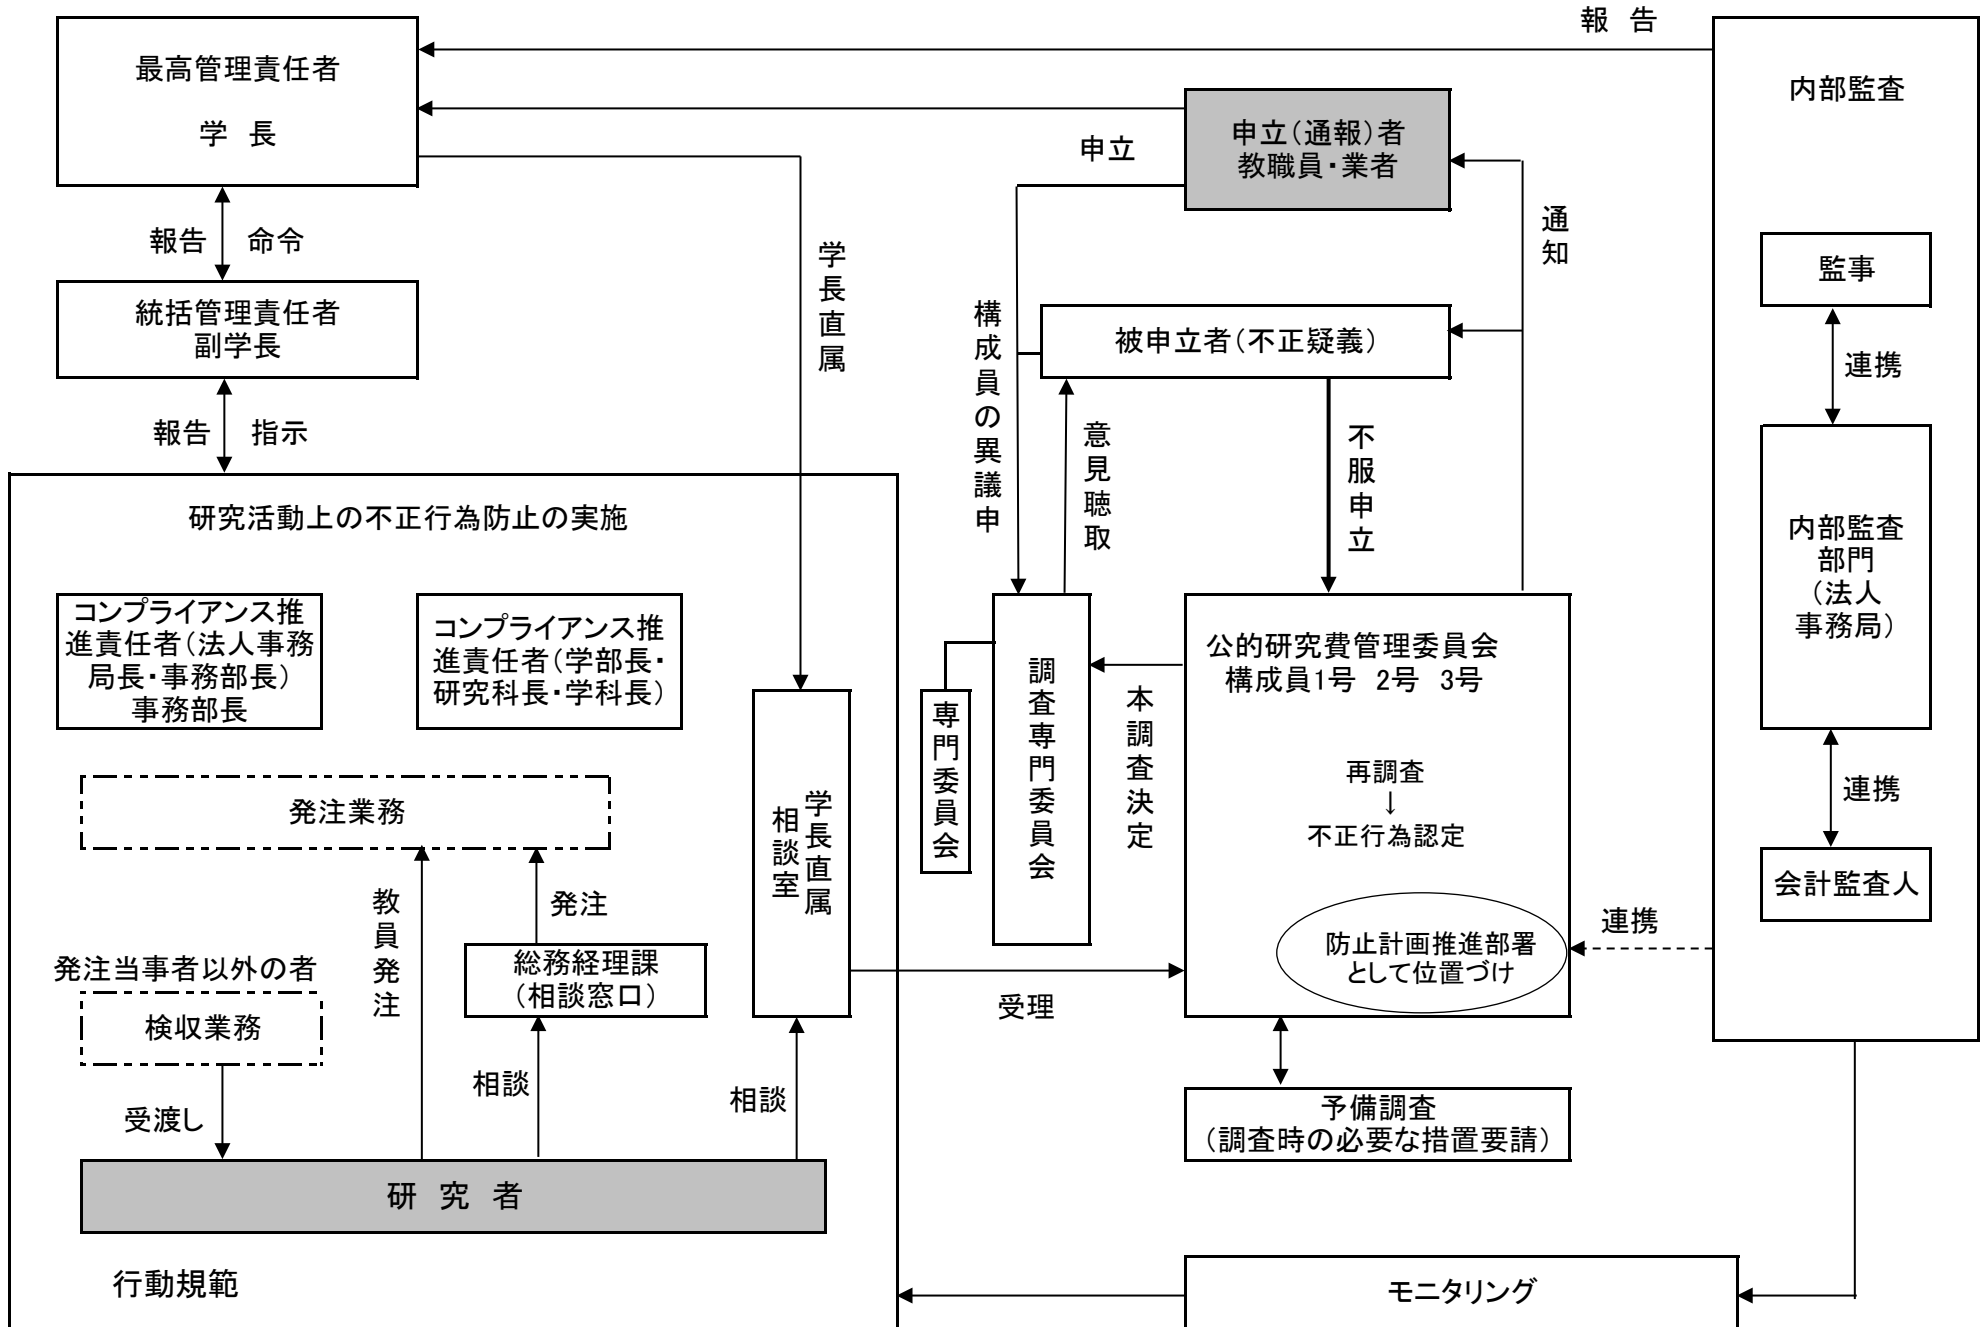 報 告
最高管理責任者
学 長
申立(通報)者
教職員・業者
申立
内部監査
報告 命令
学長直属
通知
統括管理責任者
副学長
構成員の異議申
被申立者(不正疑義)
監事
連携
報告 指示
意見聴取
不服申立
研究活動上の不正行為防止の実施
内部監査
部門
(法人
事務局)
コンプライアンス推
進責任者(法人事務
局長・事務部長)
事務部長
コンプライアンス推
進責任者(学部長・
研究科長・学科長)
公的研究費管理委員会
構成員1号 2号 3号
調査専門委員会
専門委員会
本調査決定
再調査
↓
不正行為認定
連携
発注業務
学長直属
相談室
会計監査人
教員発注
発注
連携
防止計画推進部署
として位置づけ
発注当事者以外の者
総務経理課
(相談窓口)
検収業務
受理
相談
相談
受渡し
予備調査
(調査時の必要な措置要請)
研 究 者
行動規範
モニタリング